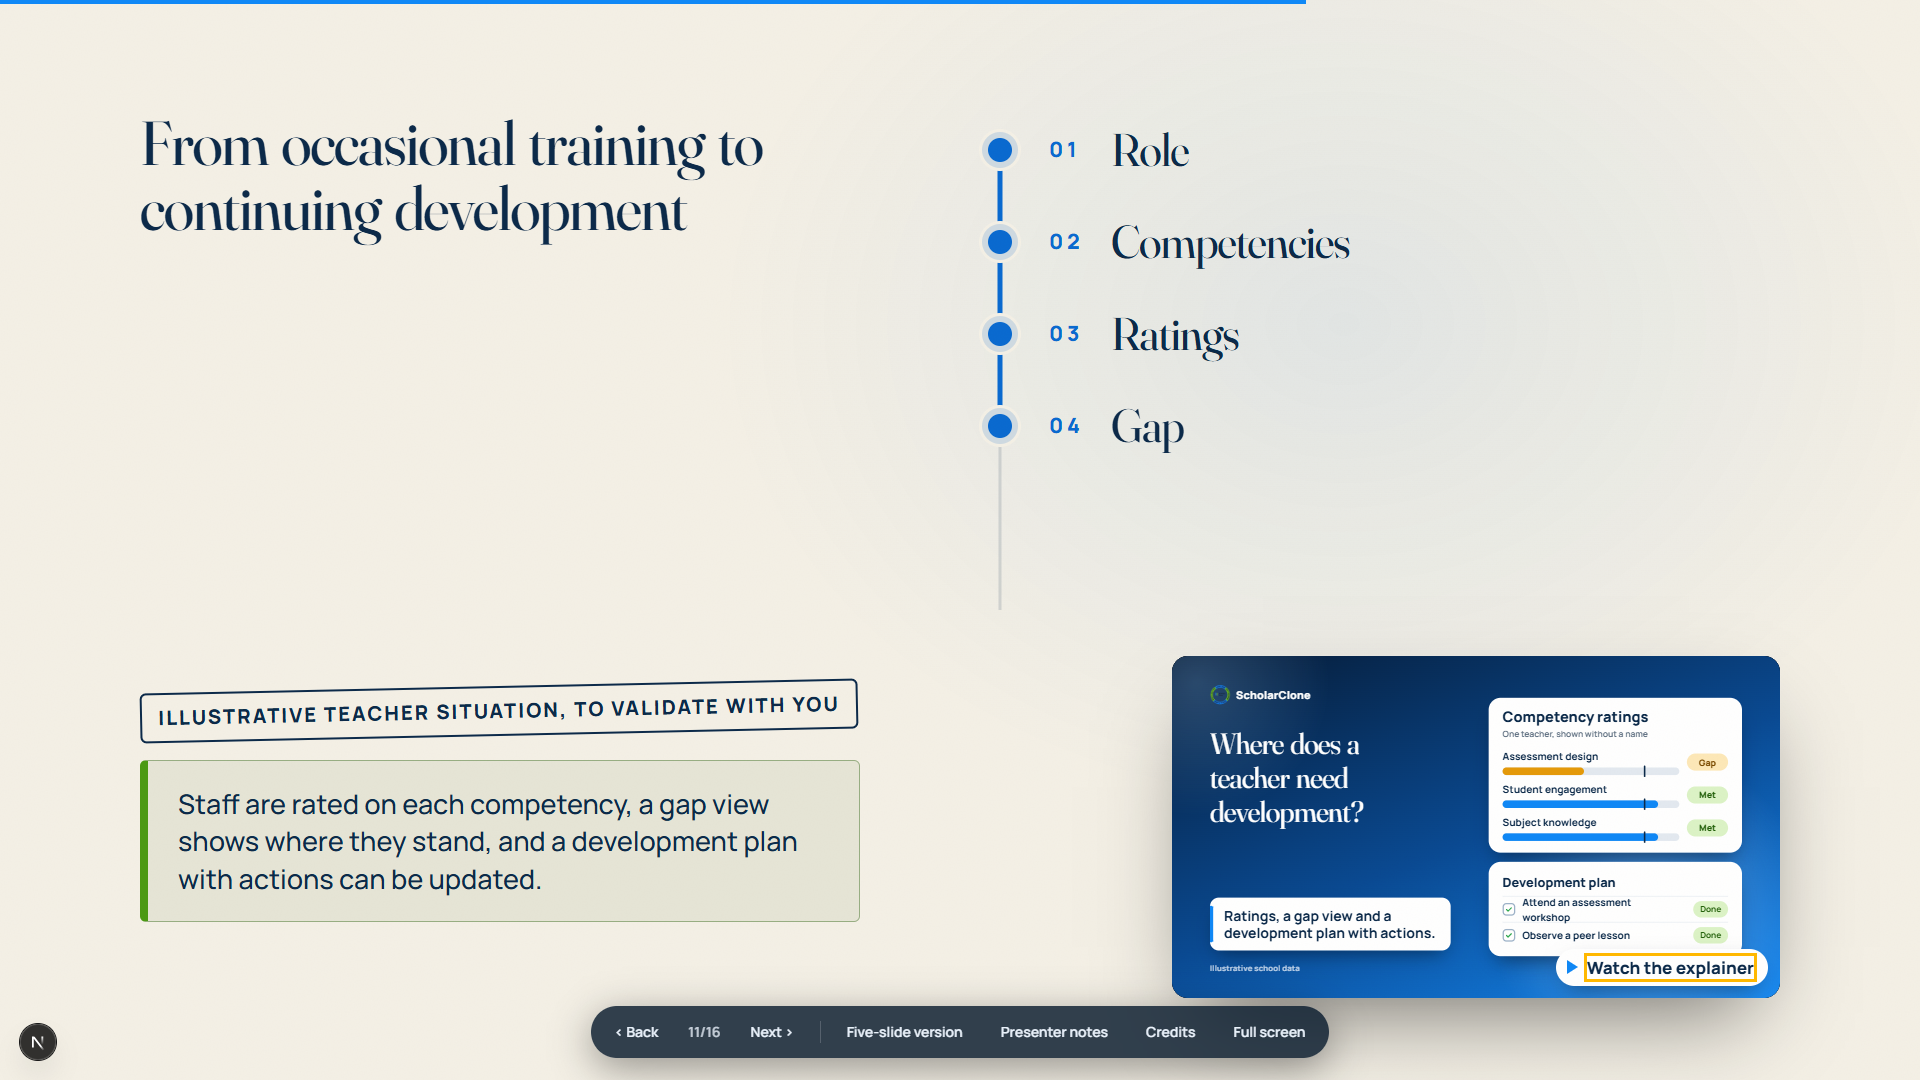 From occasional training to
continuing development
01 Role
02 Competencies
03 Ratings
04 Gap
ILLUSTRATIVE TEACHER SITUATION, TO VALIDATE WITH YOU
Staff are rated on each competency, a gap view
shows where they stand, and a development plan
with actions can be updated.
ScholarClone
Where does a
teacher need
development?
Ratings, a gap view and a
development plan with actions.
Illustrative school data
Competency ratings
One teacher, shown without a name
Assessment design
Gap
Student engagement
Met
Subject knowledge
Met
Development plan
Attend an assessment
workshop
Done
Observe a peer lesson
Done
Watch the explainer
‹ Back 11/16 Next › Five-slide version Presenter notes Credits Full screen
N